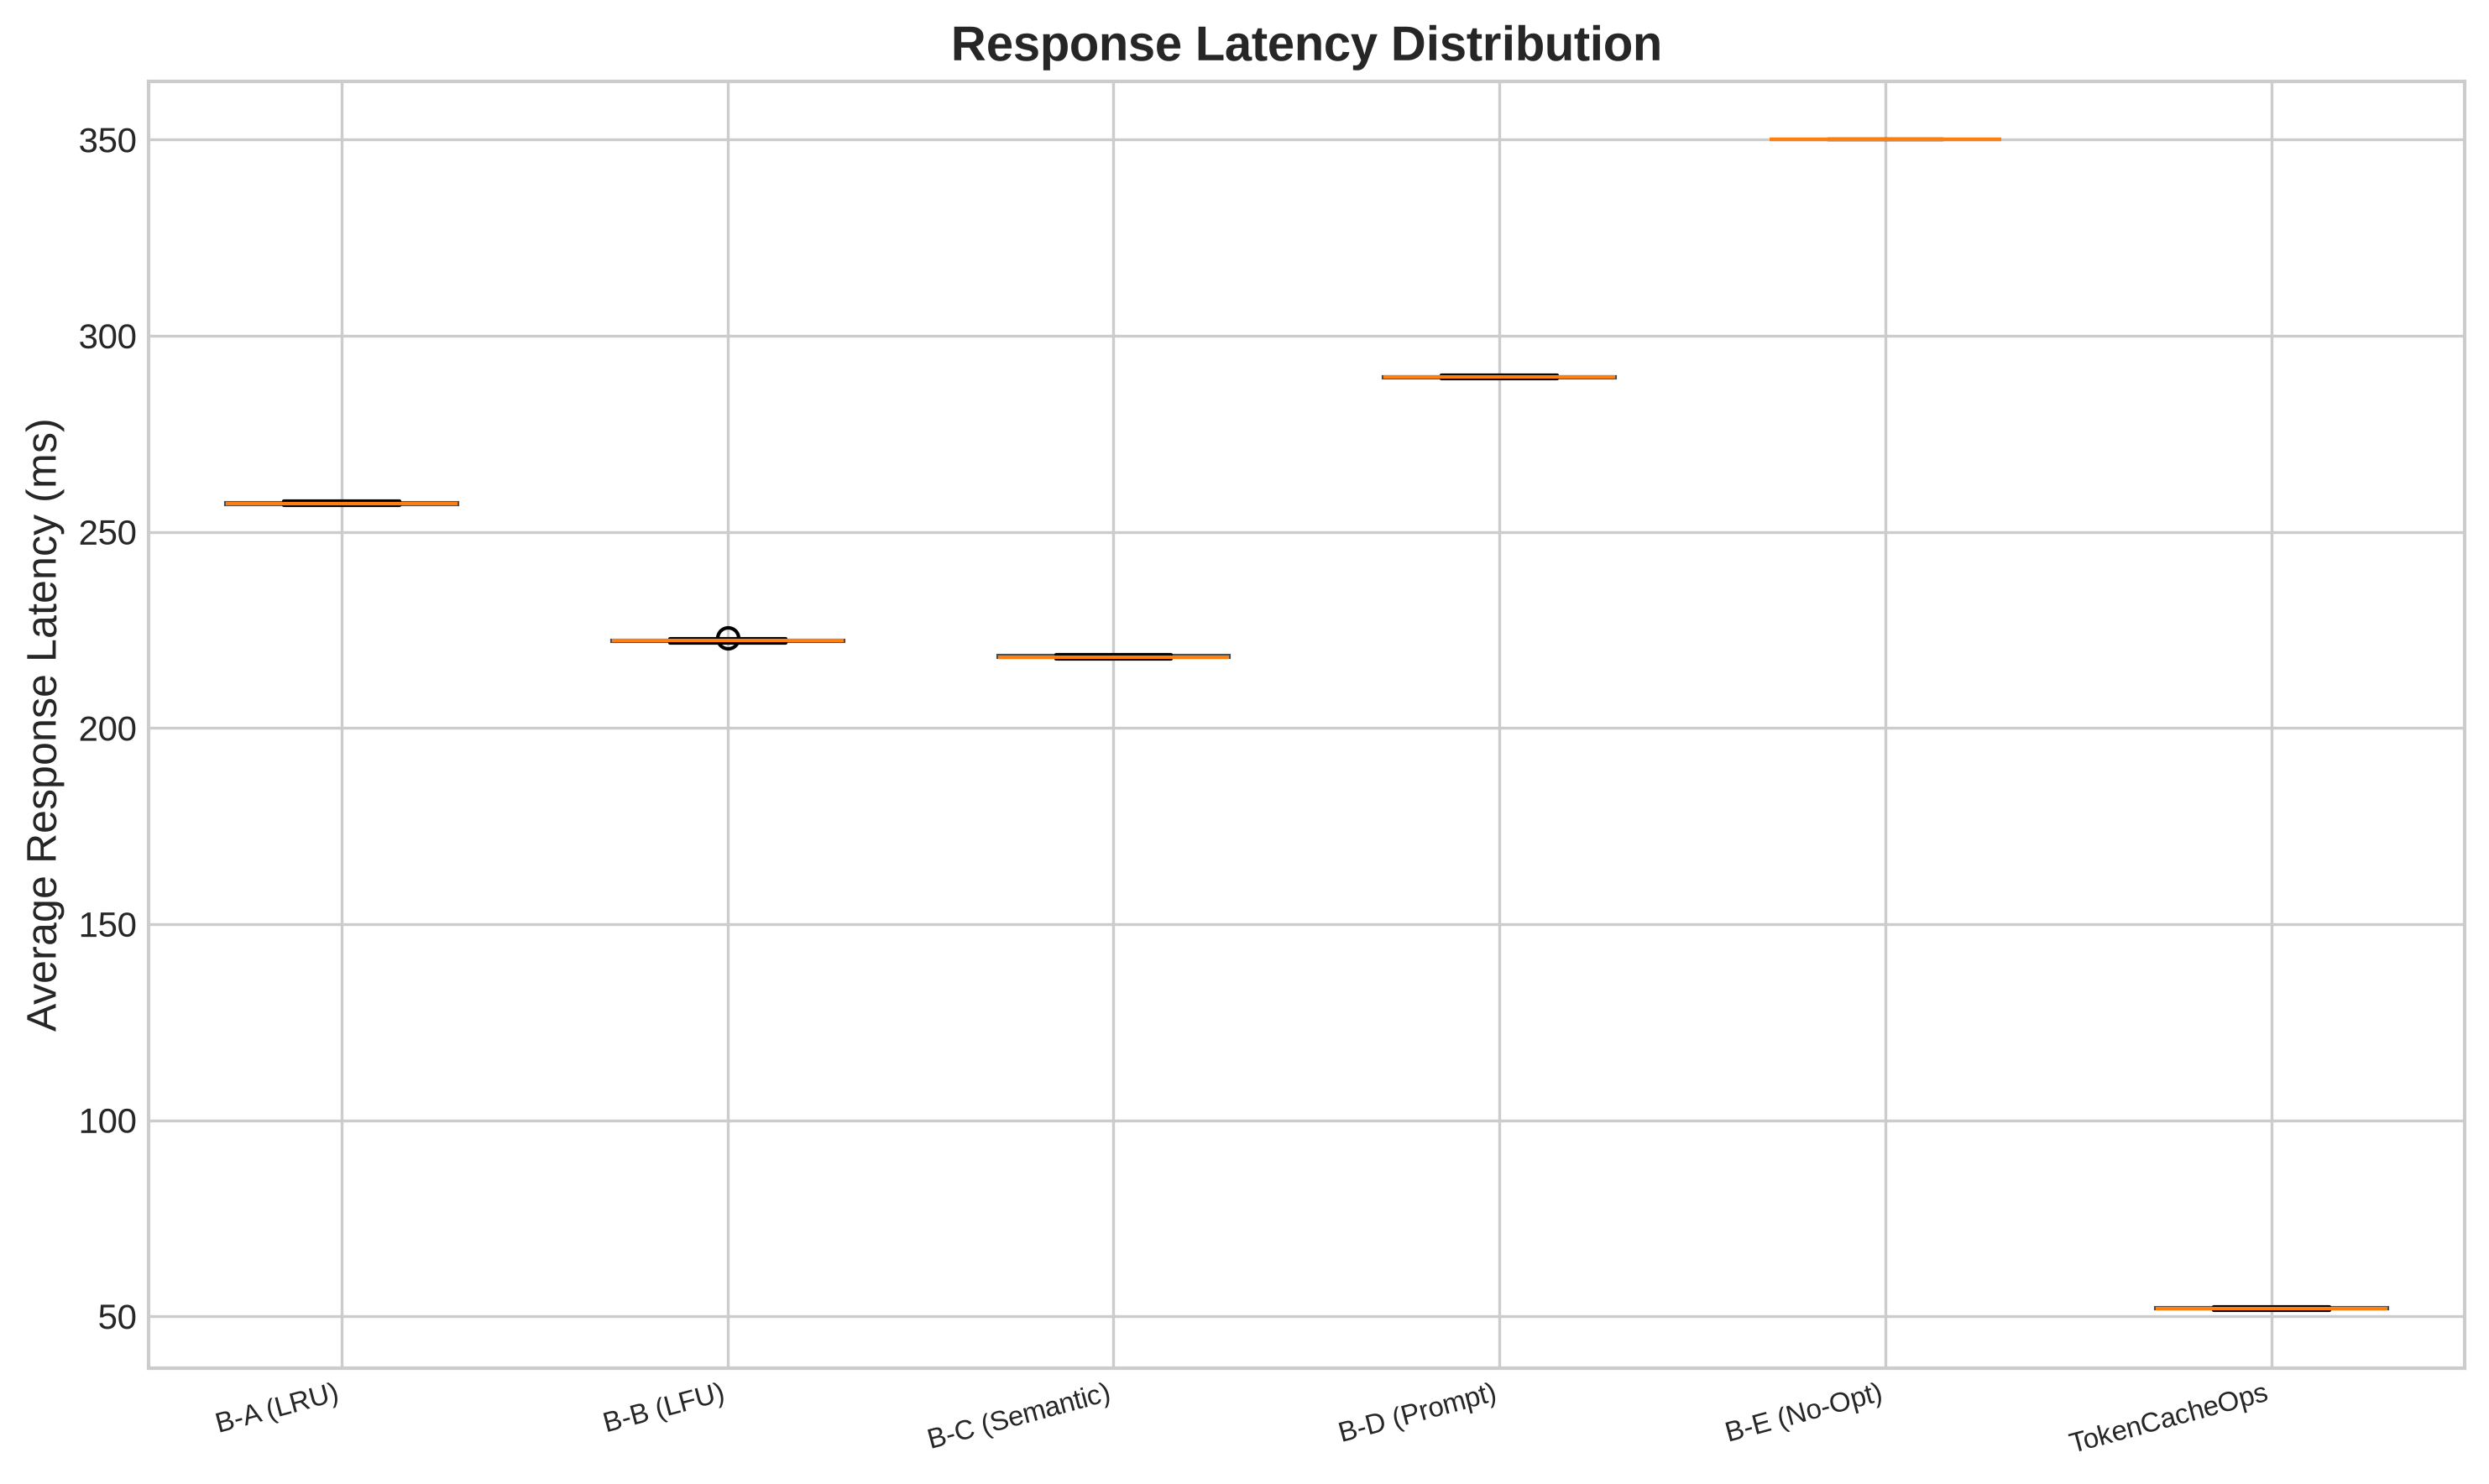 Response Latency Distribution
Average Response Latency (ms)
350
300
250
200
150
100
50
B-A (LRU)
B-B (LFU)
B-C (Semantic)
B-D (Prompt)
B-E (No-Opt)
TokenCacheOps